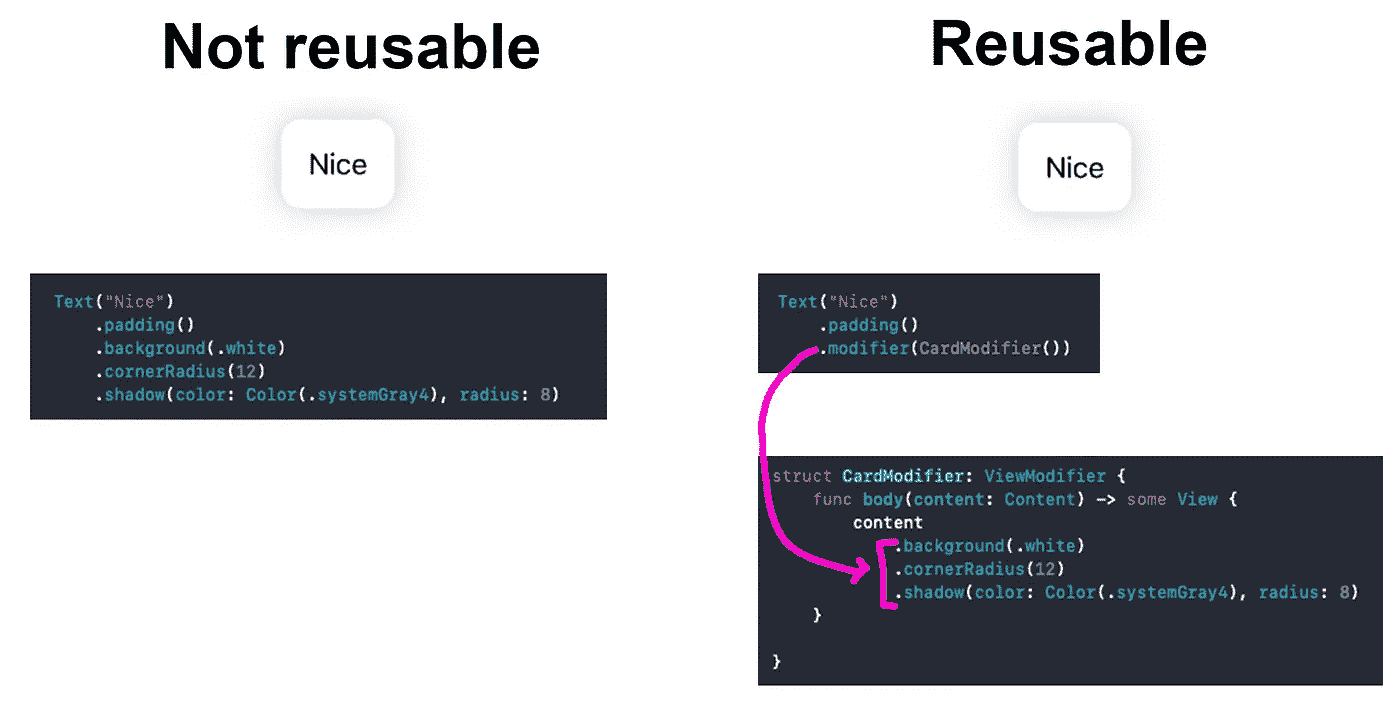 Not reusable
Nice
Text("Nice")
    .padding()
    .background(.white)
    .cornerRadius(12)
    .shadow(color: Color(.systemGray4), radius: 8)
Reusable
Nice
Text("Nice")
    .padding()
    .modifier(CardModifier())
struct CardModifier: ViewModifier {
    func body(content: Content) -> some View {
        content
            .background(.white)
            .cornerRadius(12)
            .shadow(color: Color(.systemGray4), radius: 8)
    }
}